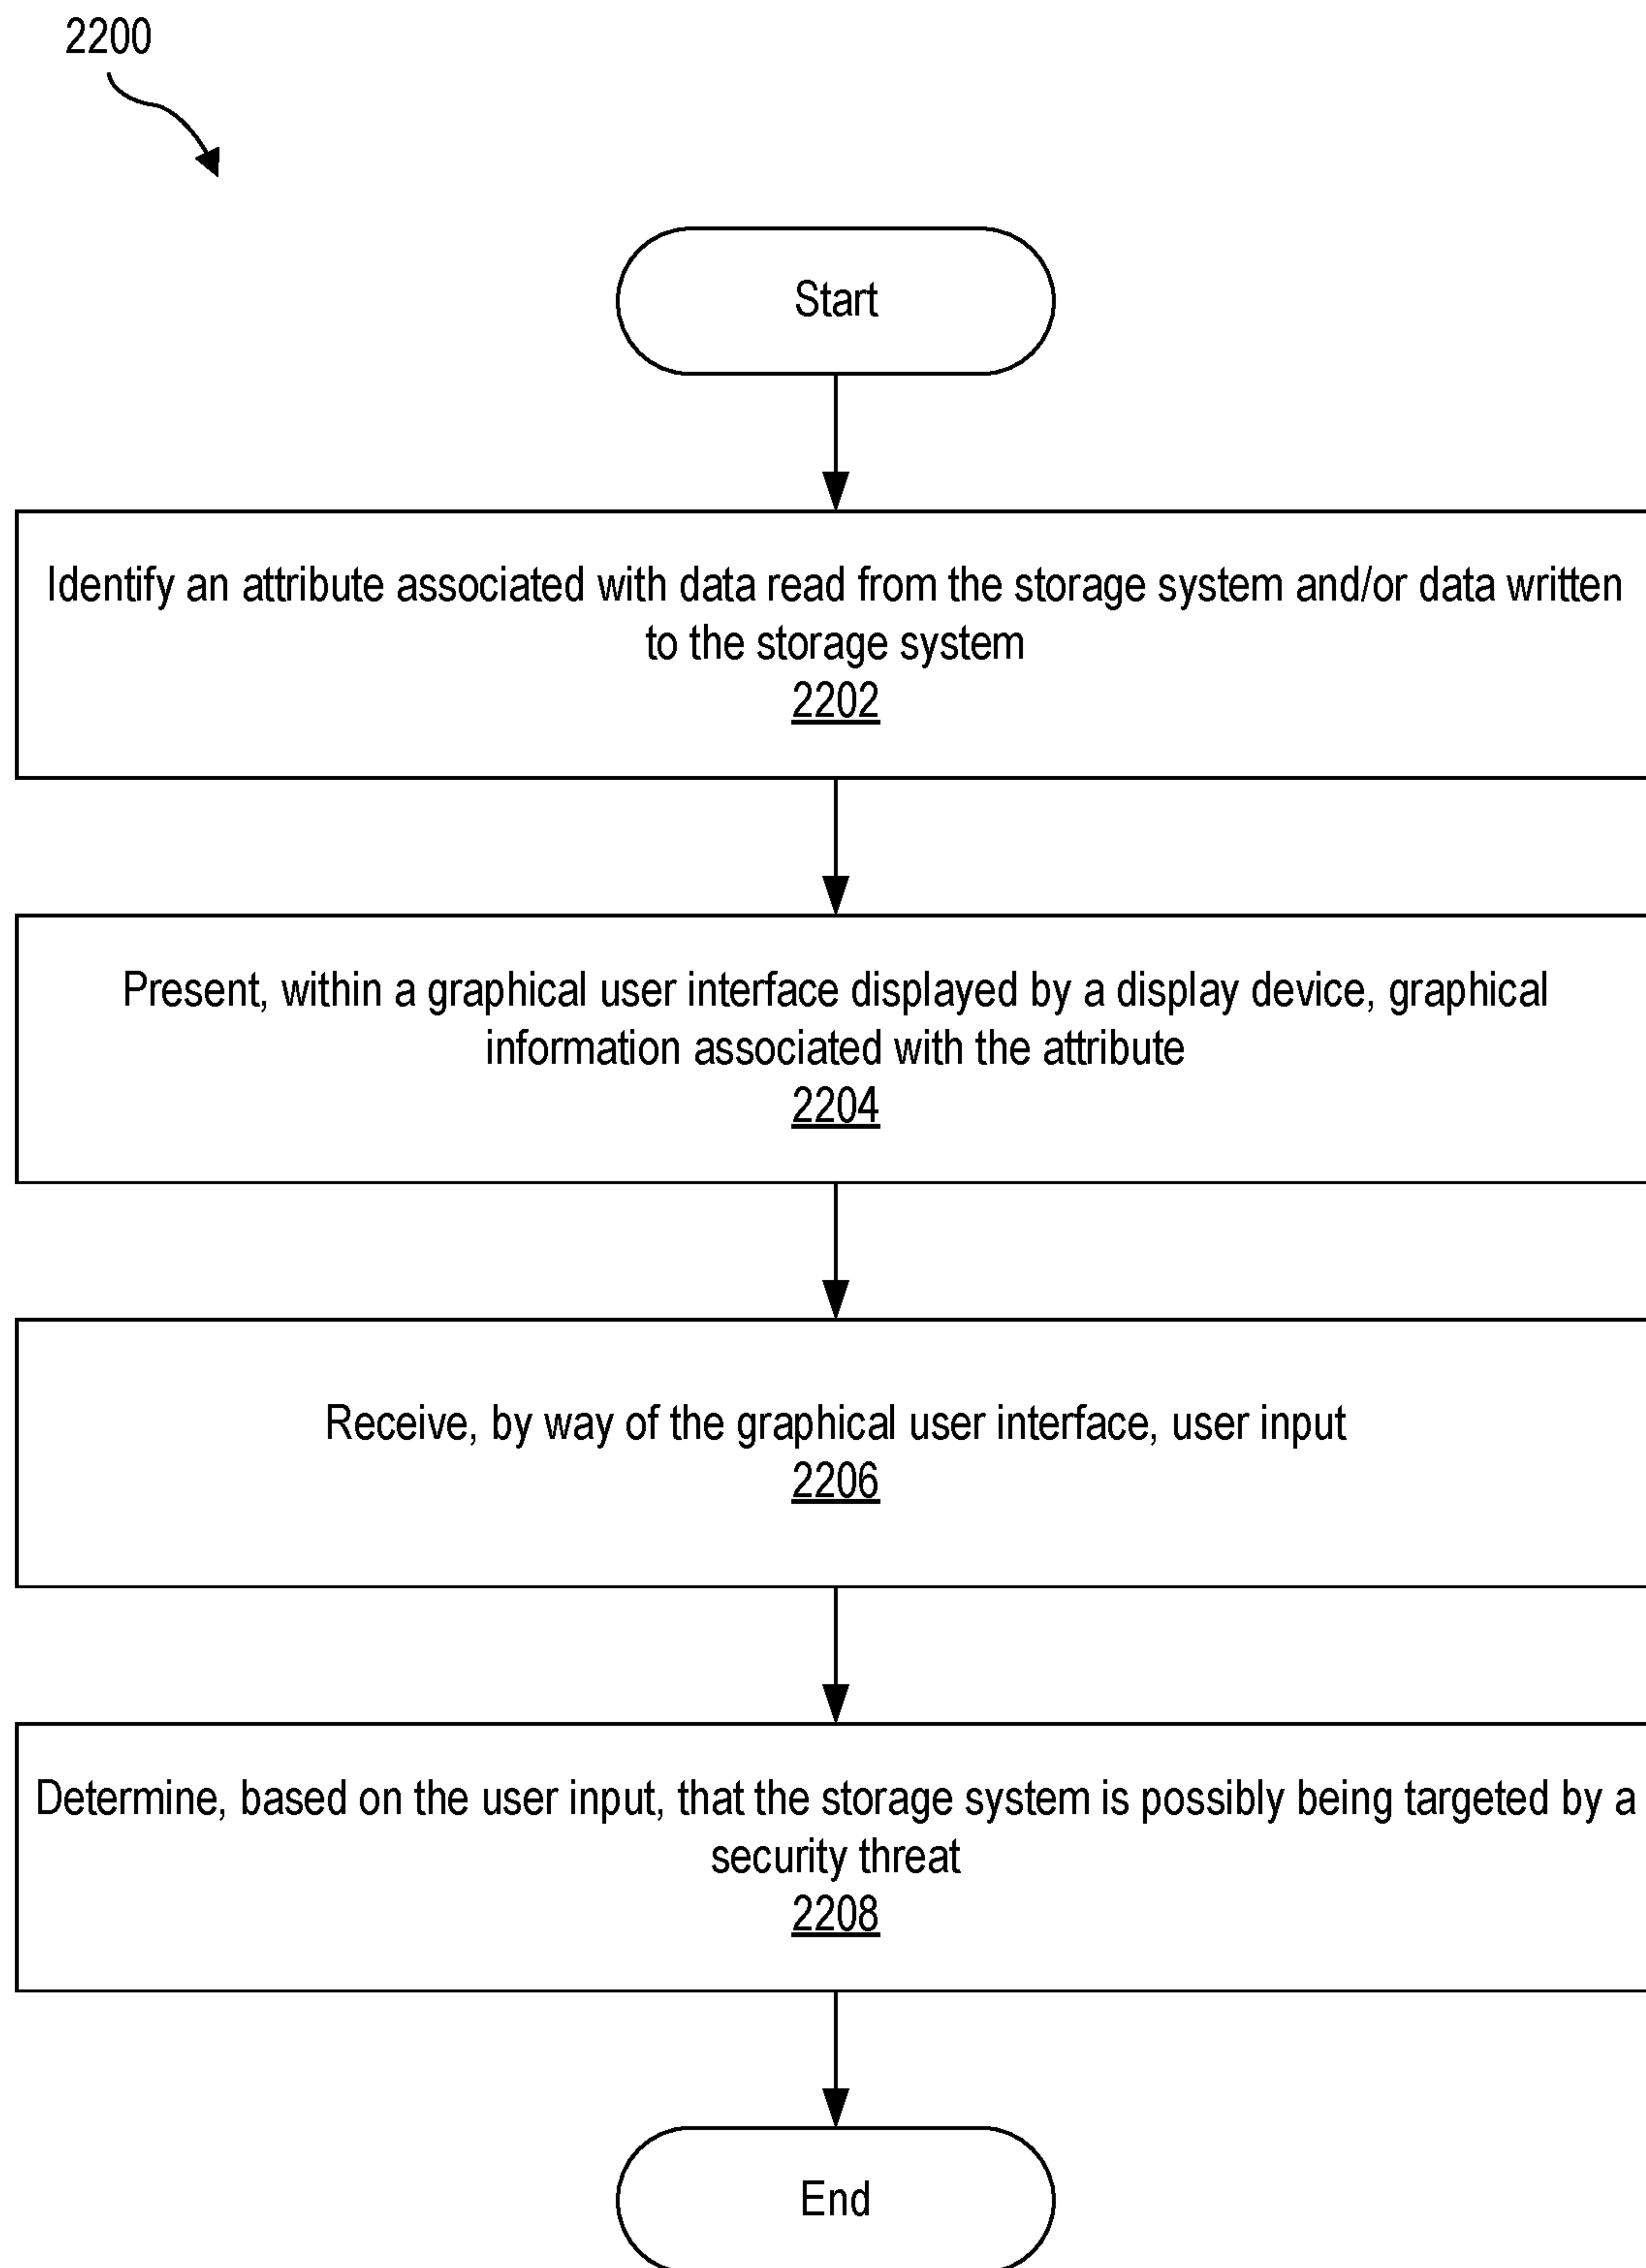 2200
Start
Identify an attribute associated with data read from the storage system and/or data written
to the storage system
2202
Present, within a graphical user interface displayed by a display device, graphical
information associated with the attribute
2204
Receive, by way of the graphical user interface, user input
2206
Determine, based on the user input, that the storage system is possibly being targeted by a
security threat
2208
End